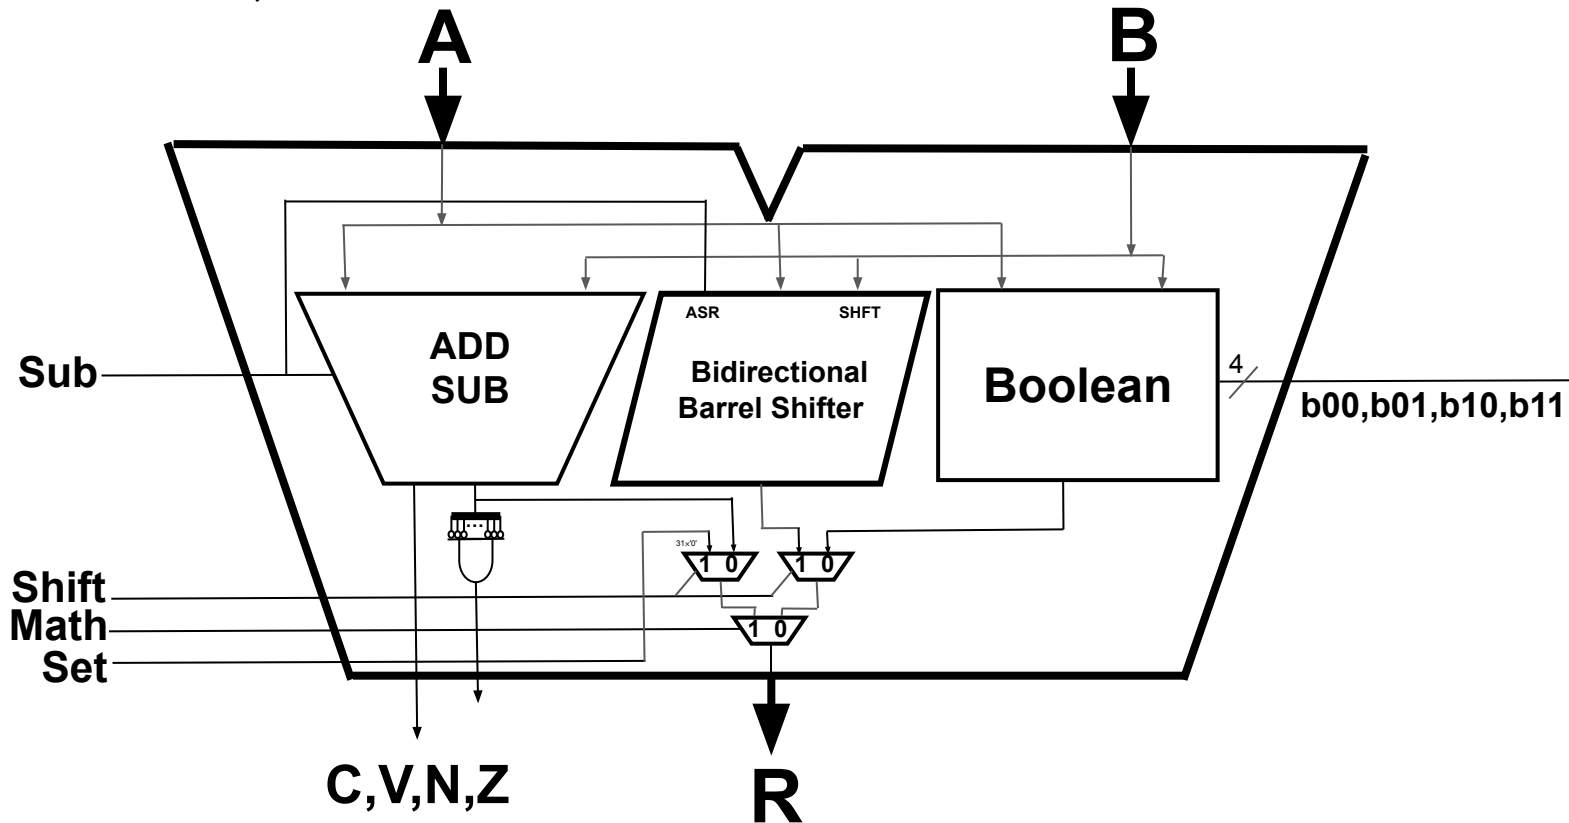 A
B
ASR
SHFT
ADD
SUB
Bidirectional
Barrel Shifter
Boolean
Sub
4
b00,b01,b10,b11
...
31x'0'
1 0
1 0
Shift
Math
1 0
Set
C,V,N,Z
R